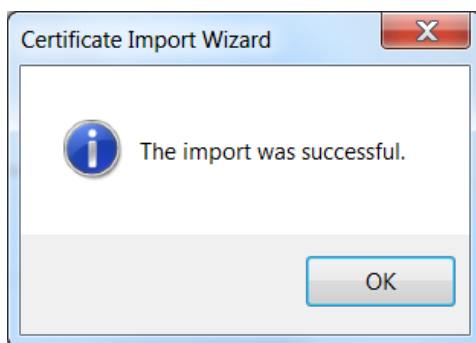 Certificate Import Wizard
The import was successful.
OK